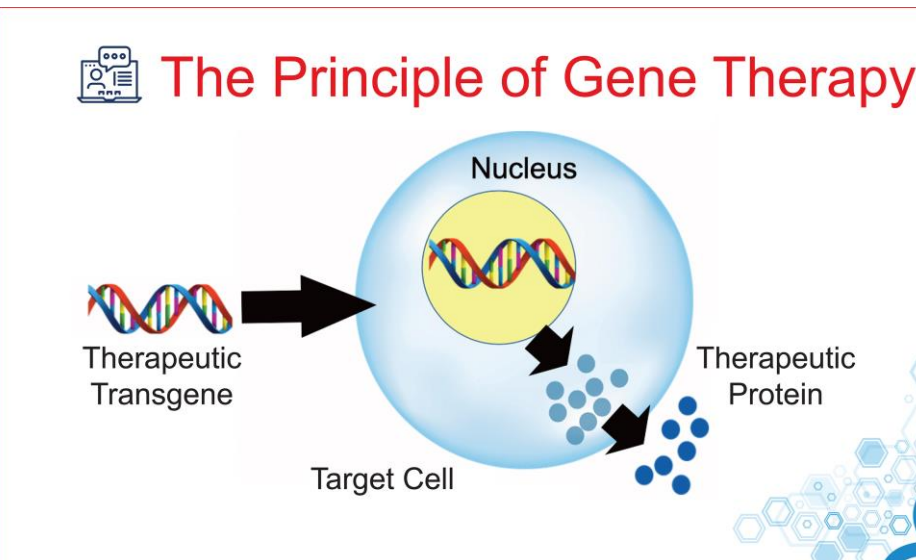 The Principle of Gene Therapy
Nucleus
Therapeutic
Transgene
Therapeutic
Protein
Target Cell